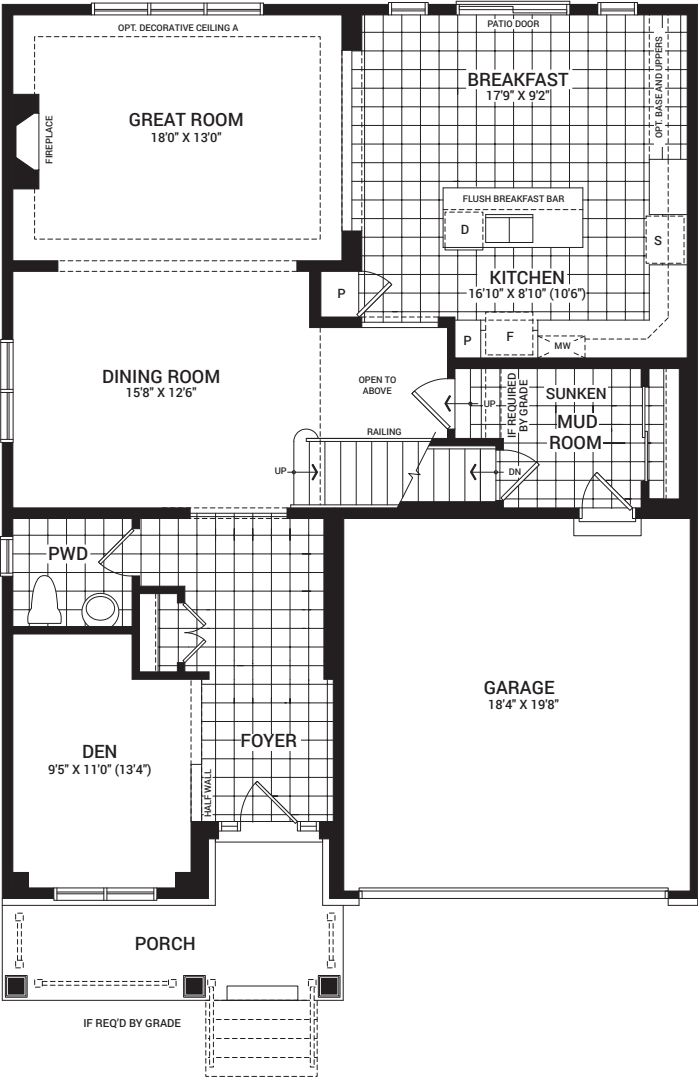 OPT. DECORATIVE CEILING A
PATIO DOOR
GREAT ROOM
18'0" X 13'0"
FIREPLACE
BREAKFAST
17'9" X 9'2"
OPT. BASE AND UPPERS
FLUSH BREAKFAST BAR
D
S
KITCHEN
16'10" X 8'10" (10'6")
P
P
F
MW
DINING ROOM
15'8" X 12'6"
OPEN TO
ABOVE
RAILING
UP
UP
IF REQUIRED
BY GRADE
SUNKEN
MUD
ROOM
DN
PWD
GARAGE
18'4" X 19'8"
FOYER
DEN
9'5" X 11'0" (13'4")
HALF WALL
PORCH
IF REQ'D BY GRADE